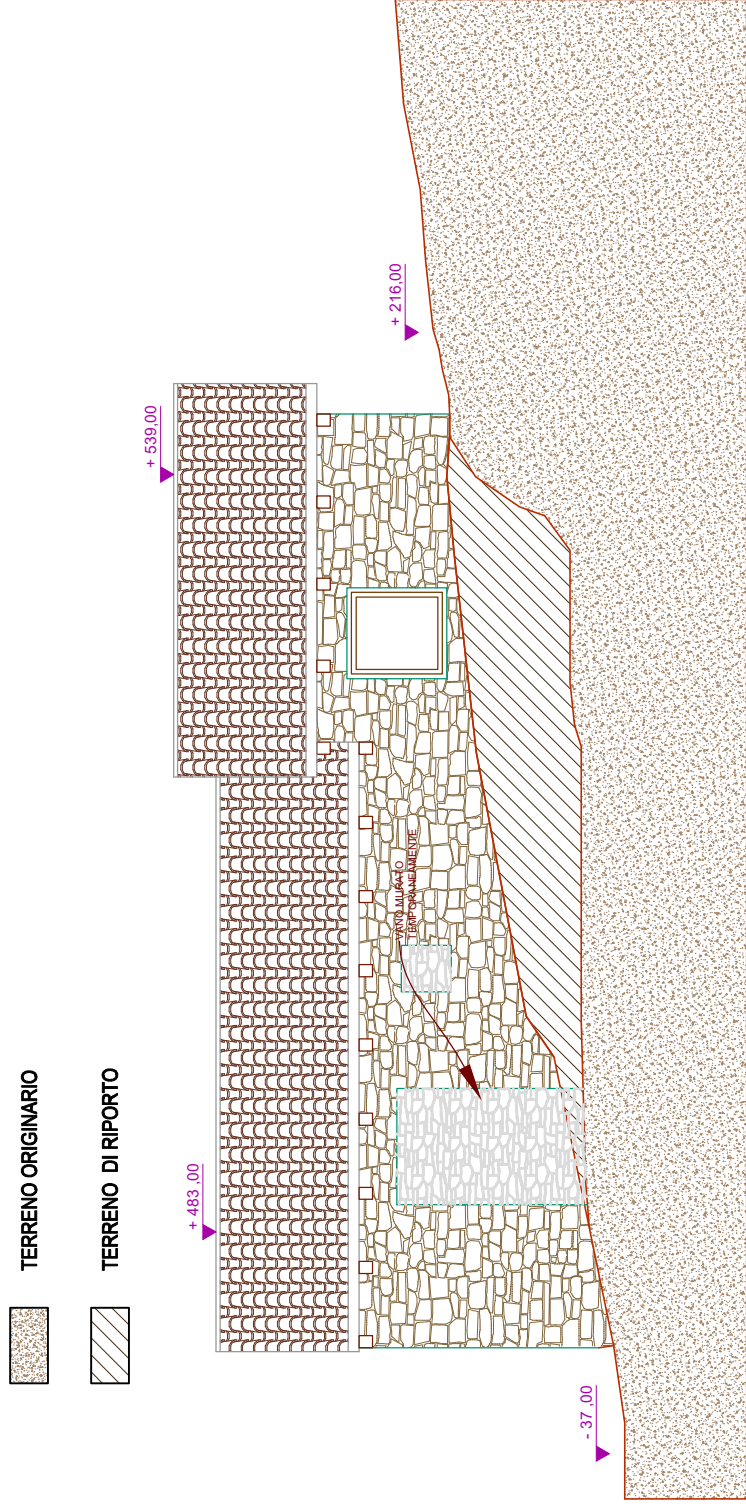 TERRENO ORIGINARIO
TERRENO DI RIPORTO
+ 483 ,00
+ 539,00
+ 216,00
- 37 ,00
VANO MURATO
TEMPORANEAMENTE